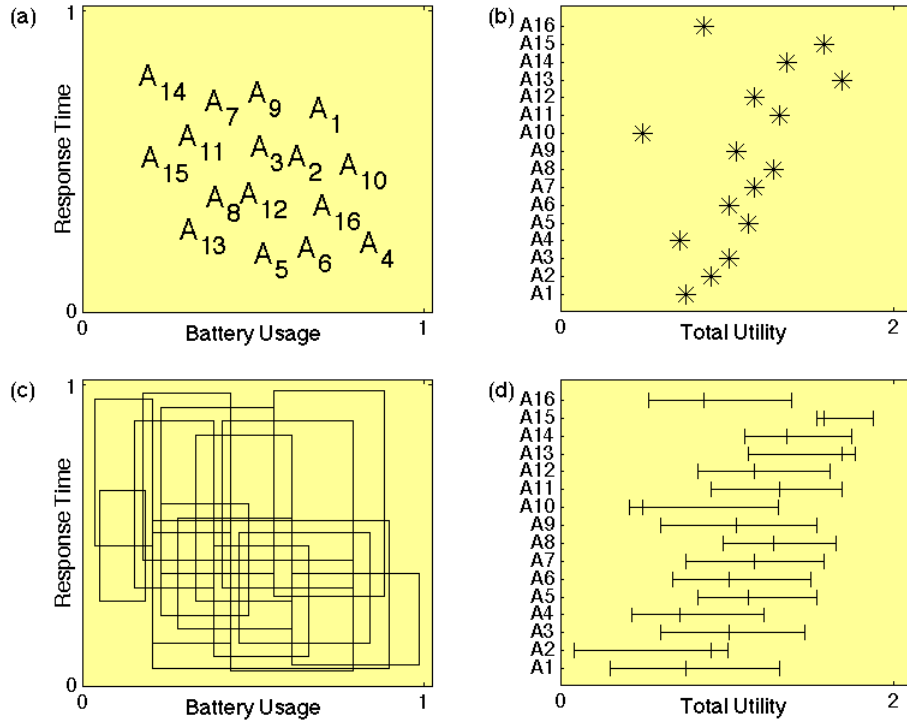 (a)
1
A14
A7
A9
A1
A11
A3
A2
A10
A15
A8
A12
A16
A13
A5
A6
A4
Response Time
0
0
Battery Usage
1
(b)
A16
A15
A14
A13
A12
A11
A10
A9
A8
A7
A6
A5
A4
A3
A2
A1
0
Total Utility
2
(c)
1
Response Time
0
0
Battery Usage
1
(d)
A16
A15
A14
A13
A12
A11
A10
A9
A8
A7
A6
A5
A4
A3
A2
A1
0
Total Utility
2